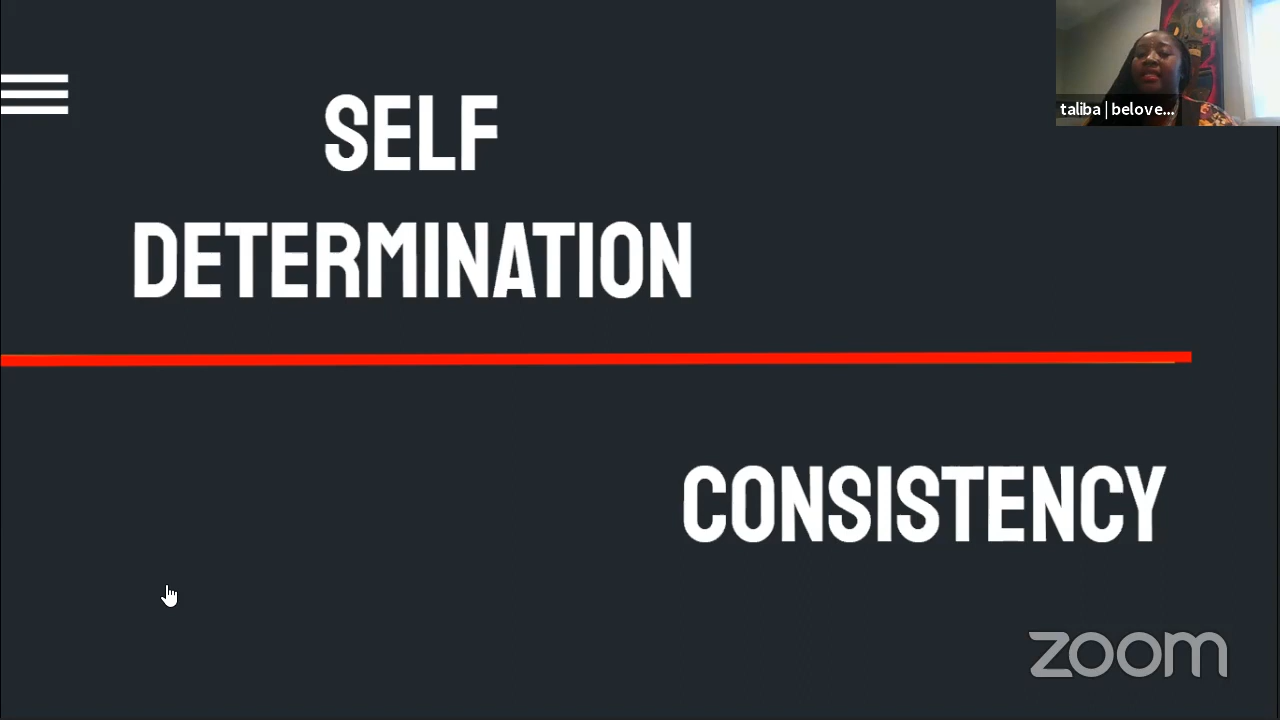 SELF
DETERMINATION
CONSISTENCY
taliba | belove...
zoom